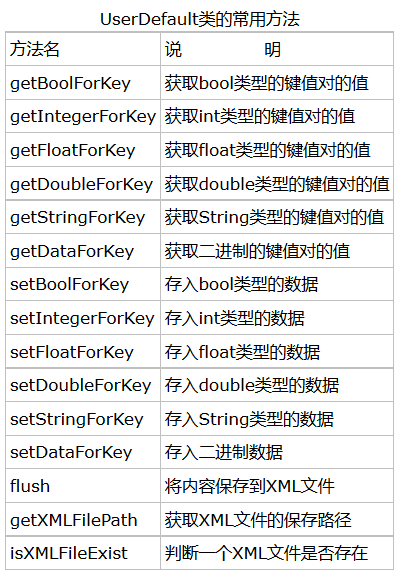 UserDefault类的常用方法
方法名 说 明
getBoolForKey 获取bool类型的键值对的值
getIntegerForKey 获取int类型的键值对的值
getFloatForKey 获取float类型的键值对的值
getDoubleForKey 获取double类型的键值对的值
getStringForKey 获取String类型的键值对的值
getDataForKey 获取二进制的键值对的值
setBoolForKey 存入bool类型的数据
setIntegerForKey 存入int类型的数据
setFloatForKey 存入float类型的数据
setDoubleForKey 存入double类型的数据
setStringForKey 存入String类型的数据
setDataForKey 存入二进制数据
flush 将内容保存到XML文件
getXMLFilePath 获取XML文件的保存路径
isXMLFileExist 判断一个XML文件是否存在